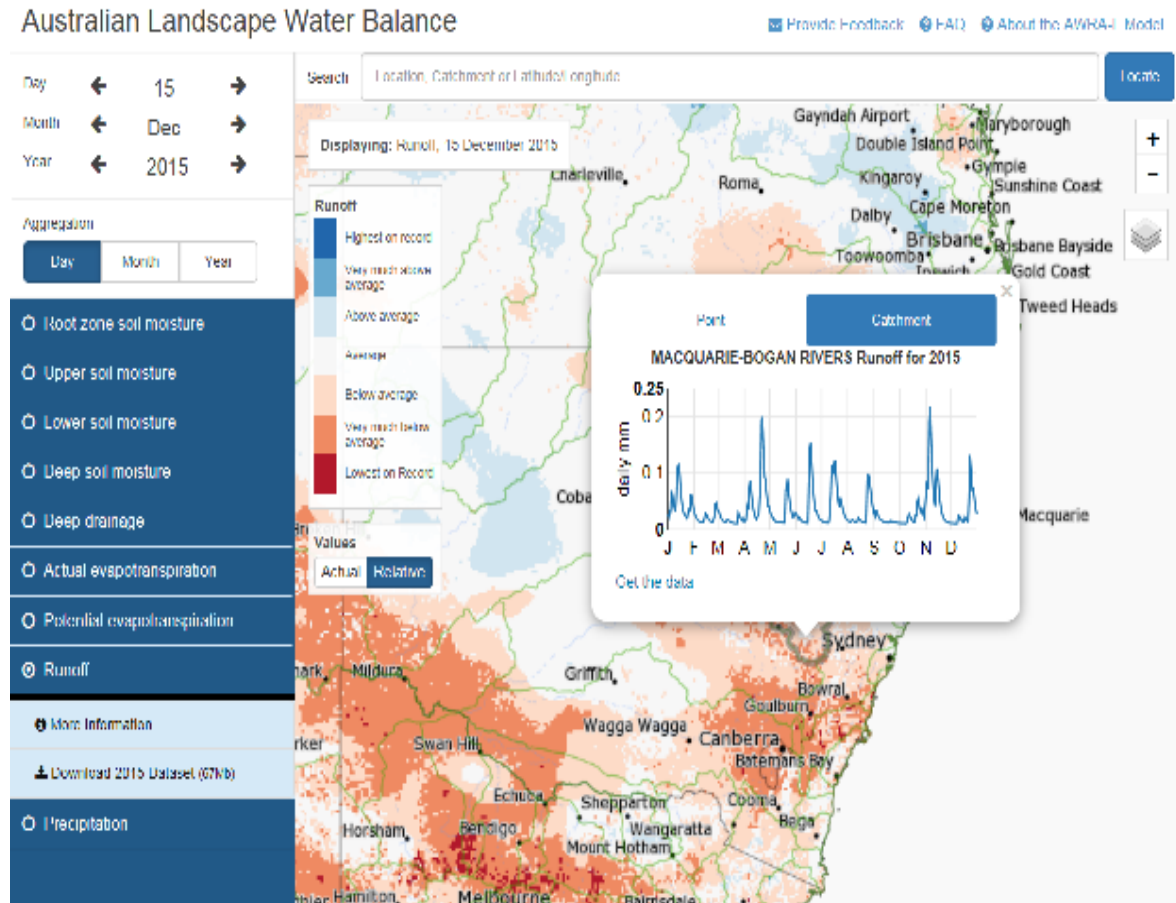 Australian Landscape Water Balance
Provide Feedback FAQ About the AWRA-L Model
Day 15
Month Dec
Year 2015
Aggregation
Day Month Year
Root zone soil moisture
Upper soil moisture
Lower soil moisture
Deep soil moisture
Deep drainage
Actual evapotranspiration
Potential evapotranspiration
Runoff
More Information
Download 2015 Dataset (67Mb)
Precipitation
Search Location, Catchment or Latitude/Longitude Locate
Displaying: Runoff, 15 December 2015
Runoff
Highest on record
Very much above
average
Above average
Average
Below average
Very much below
average
Lowest on Record
Values
Actual Relative
+
−
Gayndah Airport
Maryborough
Double Island Point
Gympie
Charleville
Roma
Kingaroy
Sunshine Coast
Dalby
Cape Moreton
Brisbane
Brisbane Bayside
Toowoomba
Ipswich
Gold Coast
Tweed Heads
×
Point Catchment
MACQUARIE-BOGAN RIVERS Runoff for 2015
0.25
0.2
daily mm
0.1
0
J F M A M J J A S O N D
Get the data
Coba
Macquarie
Sydney
Mildura
Griffith
Bowral
Goulburn
Wagga Wagga
Canberra
Swan Hill
Batemans Bay
Echuca
Shepparton
Cooma
Horsham
Bendigo
Wangaratta
Bega
Mount Hotham
Hamilton
Melbourne
Bairnsdale